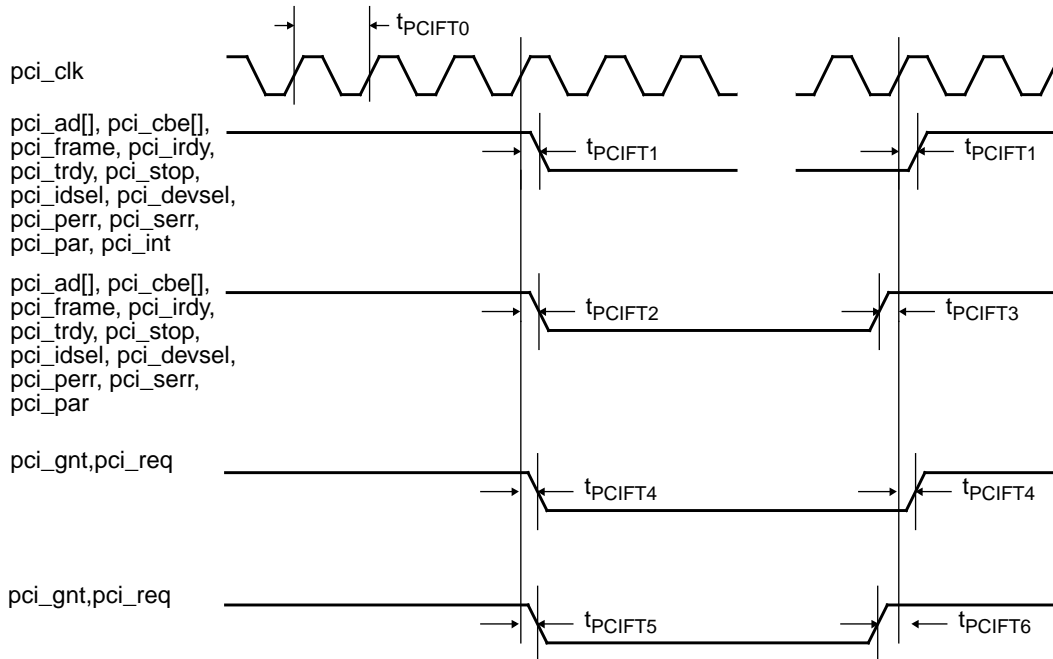 tPCIFT0
pci_clk
pci_ad[], pci_cbe[],
pci_frame, pci_irdy,
pci_trdy, pci_stop,
pci_idsel, pci_devsel,
pci_perr, pci_serr,
pci_par, pci_int
tPCIFT1
tPCIFT1
pci_ad[], pci_cbe[],
pci_frame, pci_irdy,
pci_trdy, pci_stop,
pci_idsel, pci_devsel,
pci_perr, pci_serr,
pci_par
tPCIFT2
tPCIFT3
pci_gnt,pci_req
tPCIFT4
tPCIFT4
pci_gnt,pci_req
tPCIFT5
tPCIFT6